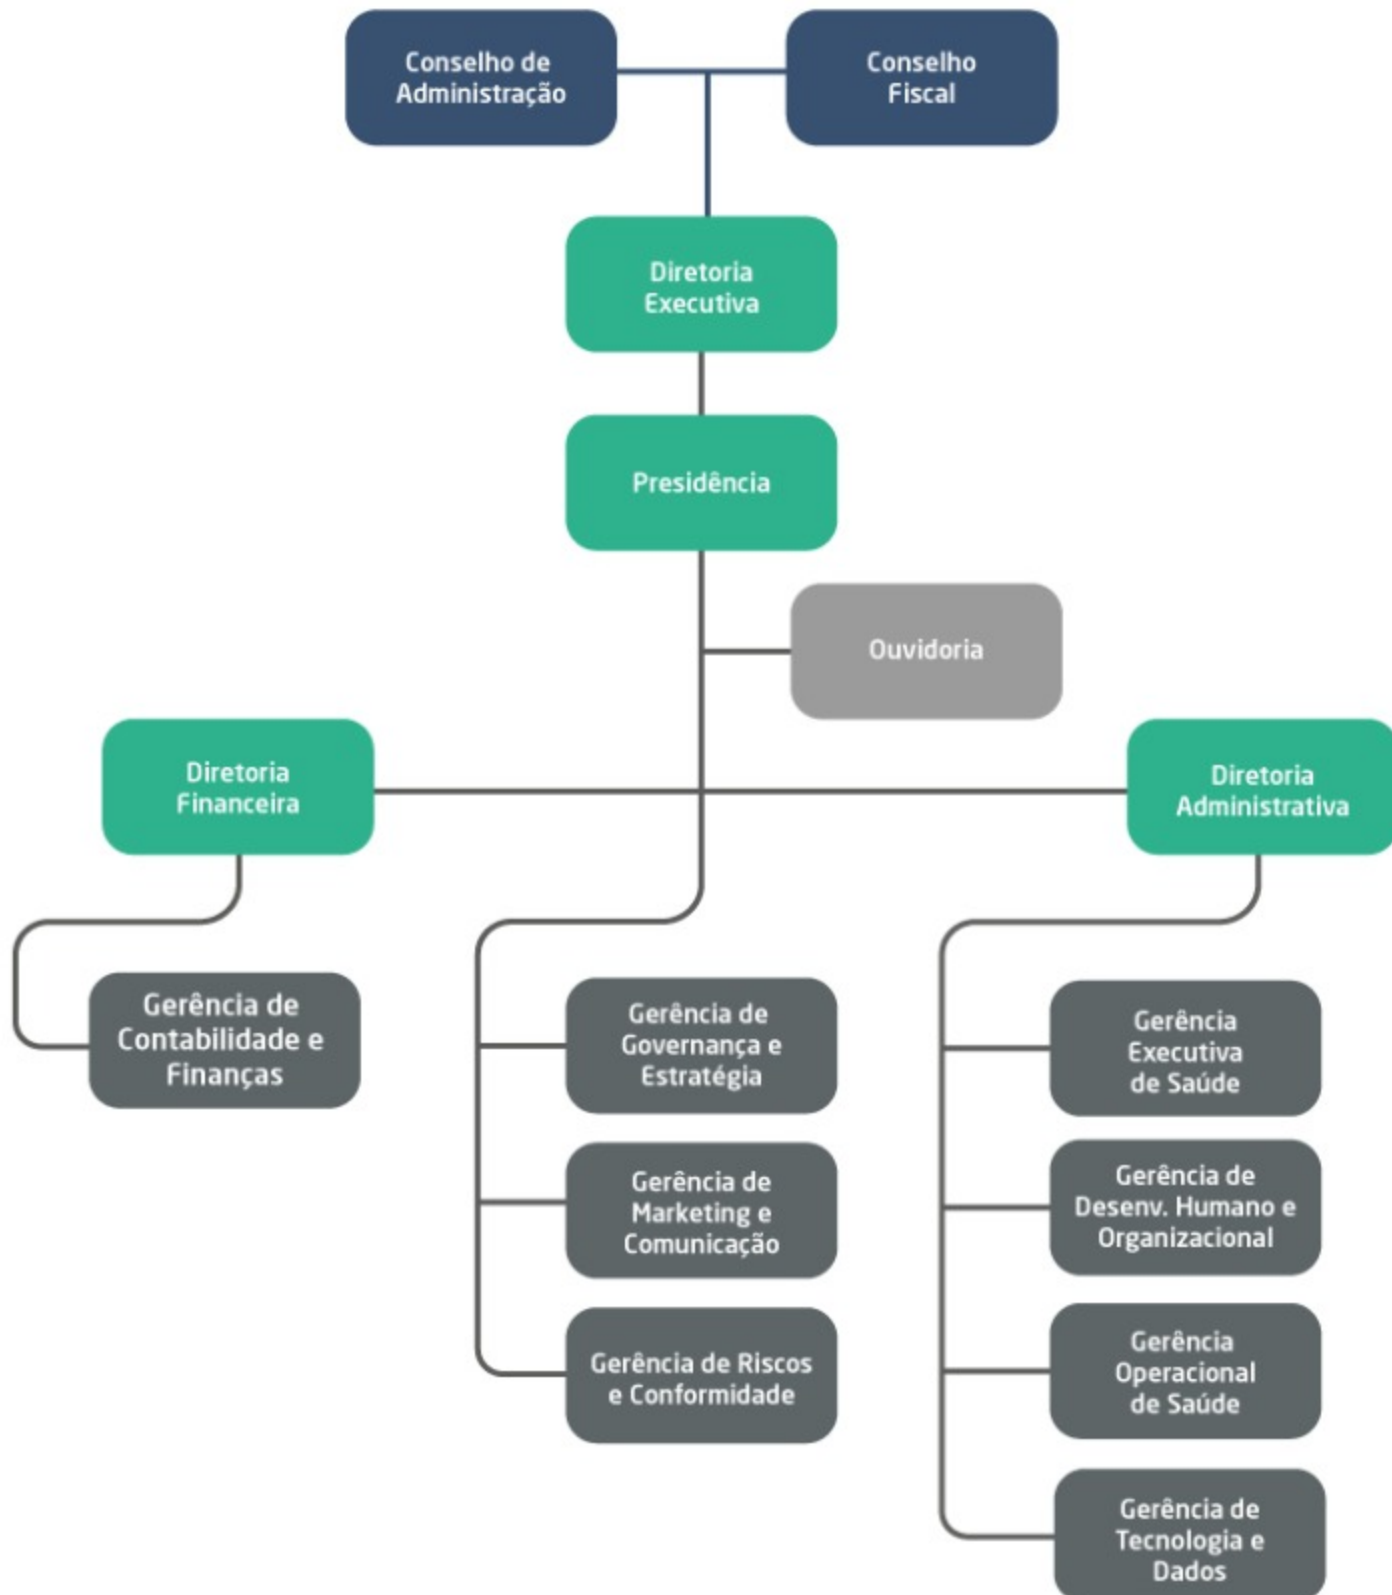 Conselho de
Administração
Conselho
Fiscal
Diretoria
Executiva
Presidência
Ouvidoria
Diretoria
Financeira
Diretoria
Administrativa
Gerência de
Contabilidade e
Finanças
Gerência de
Governança e
Estratégia
Gerência de
Marketing e
Comunicação
Gerência de Riscos
e Conformidade
Gerência
Executiva
de Saúde
Gerência de
Desenv. Humano e
Organizacional
Gerência
Operacional
de Saúde
Gerência de
Tecnologia e
Dados